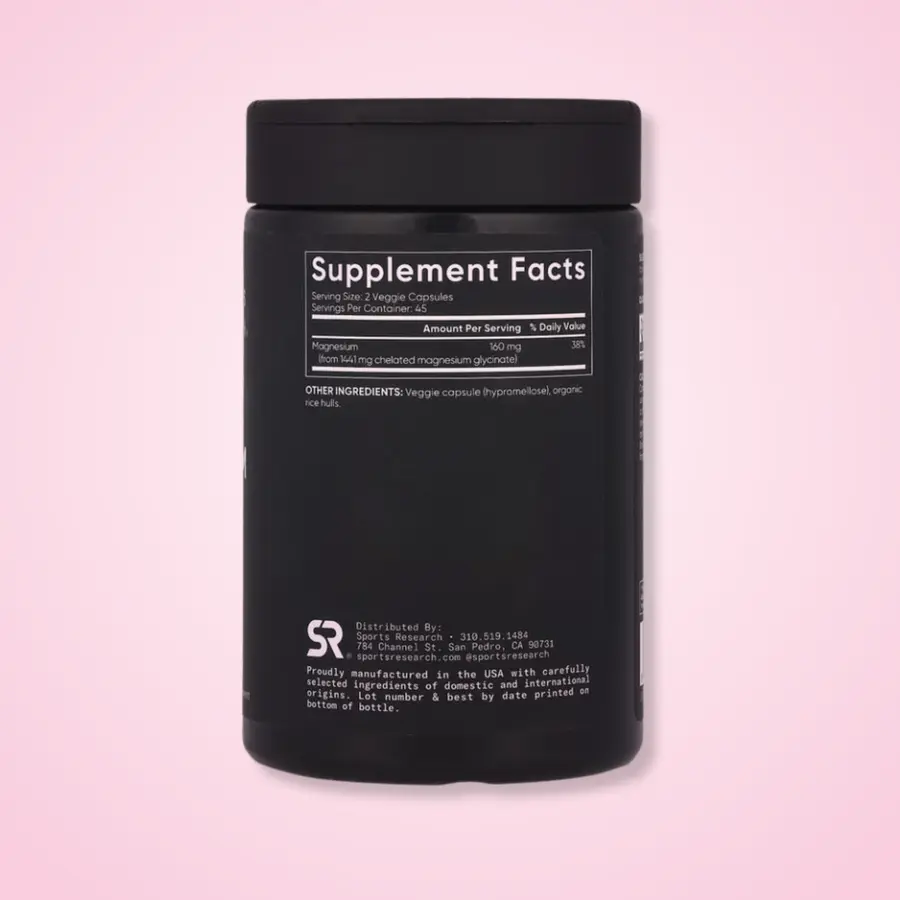 Supplement Facts
Serving Size: 2 Veggie Capsules
Servings Per Container: 45
Amount Per Serving % Daily Value
Magnesium 160 mg 38%
(from 1441 mg chelated magnesium glycinate)
OTHER INGREDIENTS: Veggie capsule (hypromellose), organic
rice hulls.
SR®
Distributed By:
Sports Research • 310.519.1484
784 Channel St. San Pedro, CA 90731
sportsresearch.com @sportsresearch
Proudly manufactured in the USA with carefully
selected ingredients of domestic and international
origins. Lot number & best by date printed on
bottom of bottle.